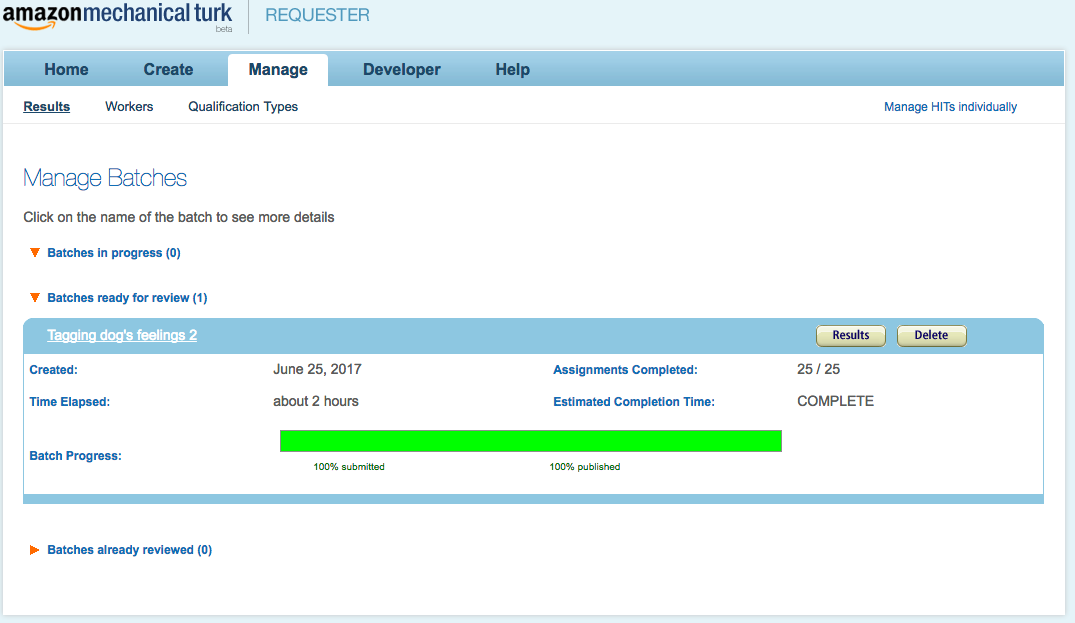 amazonmechanical turk REQUESTER
beta
Home Create Manage Developer Help
Results Workers Qualification Types Manage HITs individually
Manage Batches
Click on the name of the batch to see more details
Batches in progress (0)
Batches ready for review (1)
Tagging dog's feelings 2 Results Delete
Created: June 25, 2017 Assignments Completed: 25 / 25
Time Elapsed: about 2 hours Estimated Completion Time: COMPLETE
Batch Progress:
100% submitted 100% published
Batches already reviewed (0)